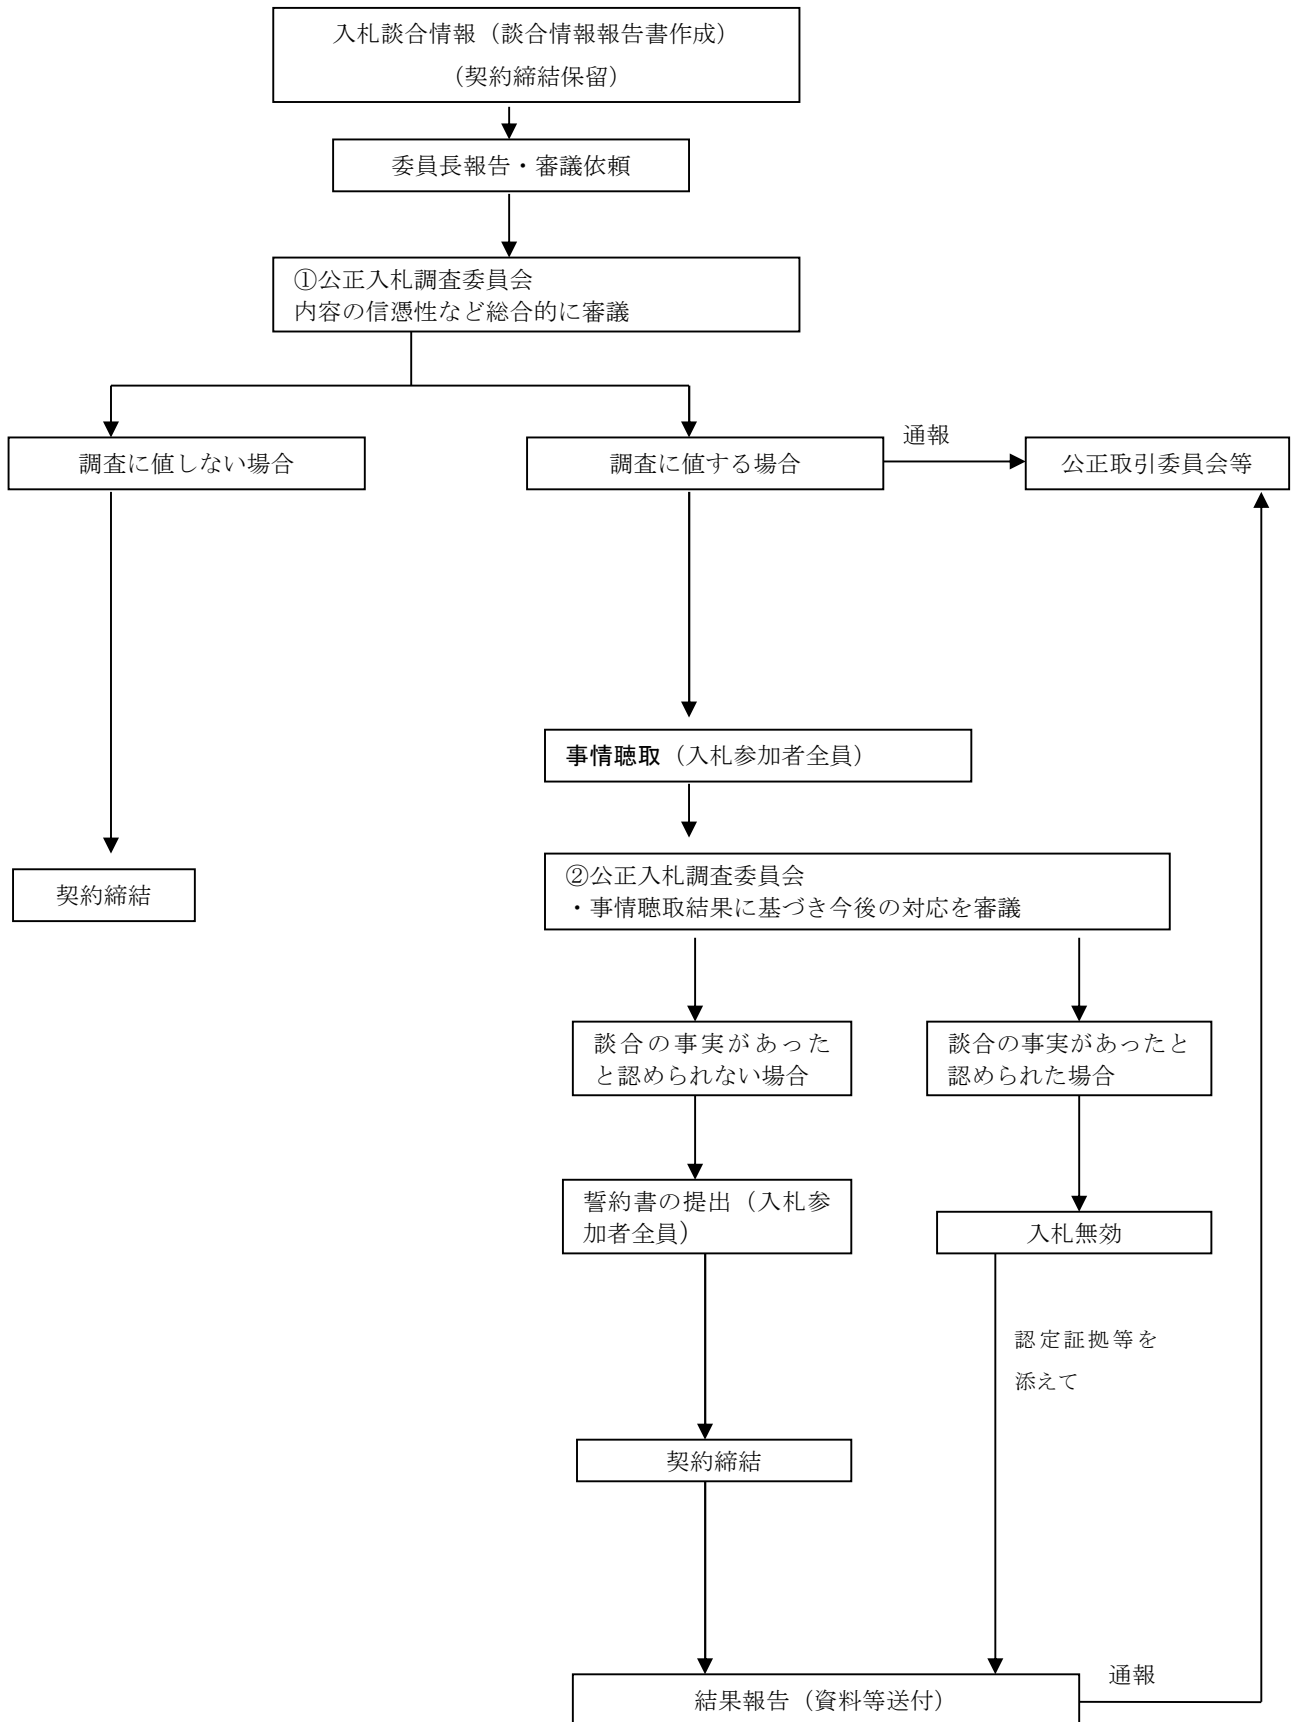 入札談合情報（談合情報報告書作成）
（契約締結保留）
委員長報告・審議依頼
①公正入札調査委員会
内容の信憑性など総合的に審議
調査に値しない場合
調査に値する場合
通報
公正取引委員会等
事情聴取（入札参加者全員）
②公正入札調査委員会
・事情聴取結果に基づき今後の対応を審議
契約締結
談合の事実があった
と認められない場合
談合の事実があったと
認められた場合
誓約書の提出（入札参
加者全員）
入札無効
認定証拠等を
添えて
契約締結
結果報告（資料等送付）
通報